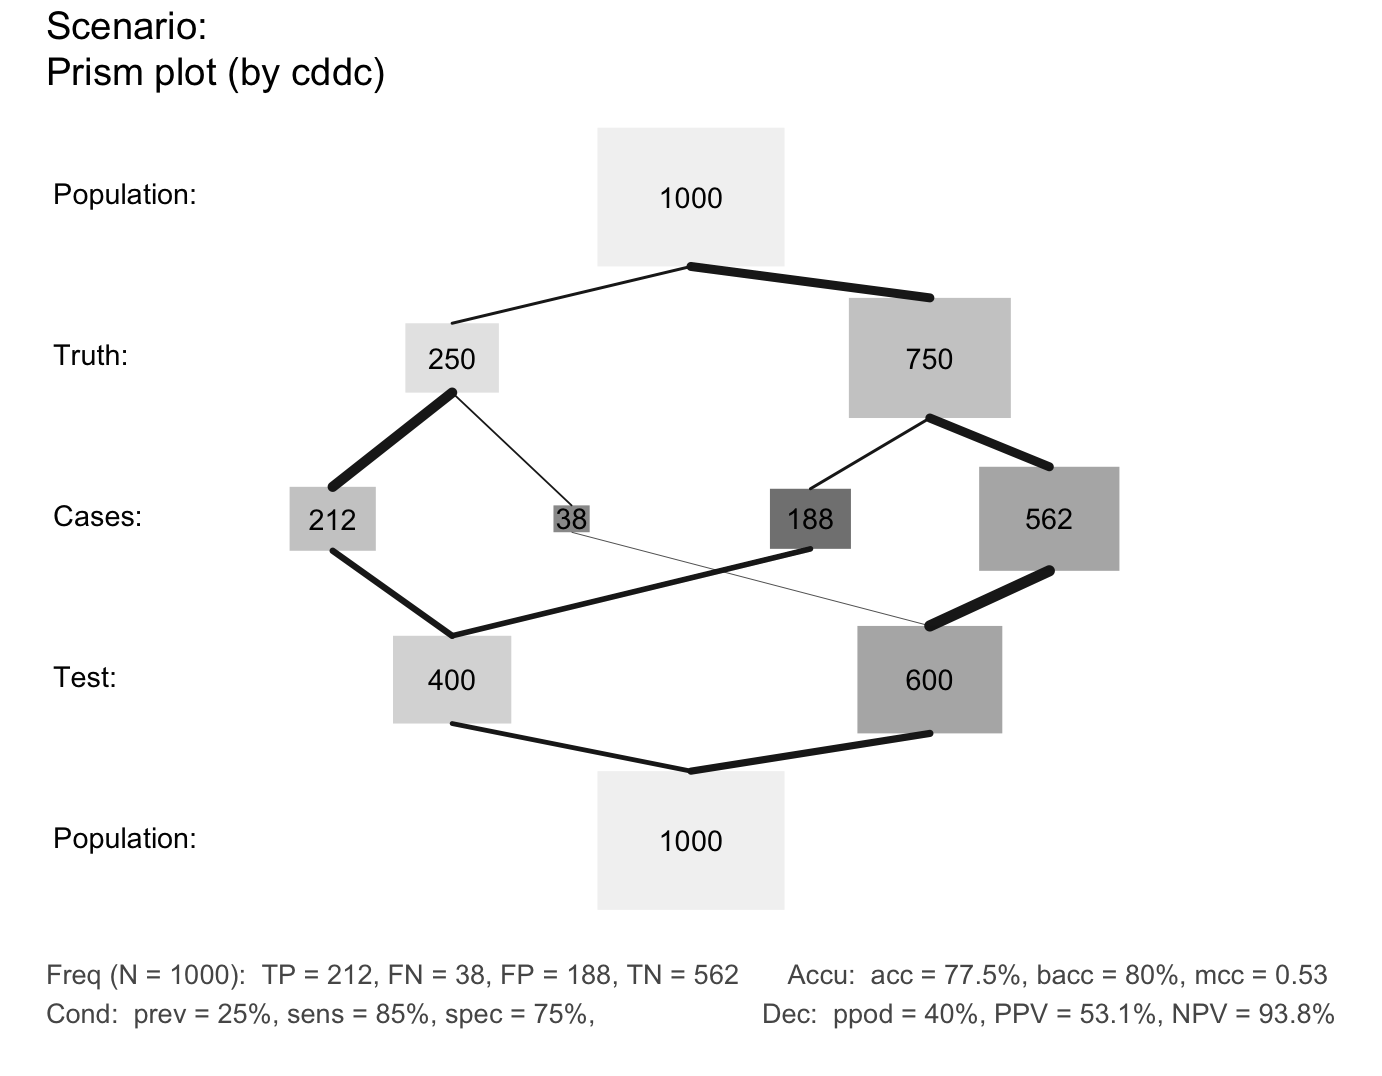 Scenario:
Prism plot (by cddc)
Population:
1000
Truth:
250
750
Cases:
212
38
188
562
Test:
400
600
Population:
1000
Freq (N = 1000):  TP = 212, FN = 38, FP = 188, TN = 562
Accu:  acc = 77.5%, bacc = 80%, mcc = 0.53
Cond:  prev = 25%, sens = 85%, spec = 75%,
Dec:  ppod = 40%, PPV = 53.1%, NPV = 93.8%